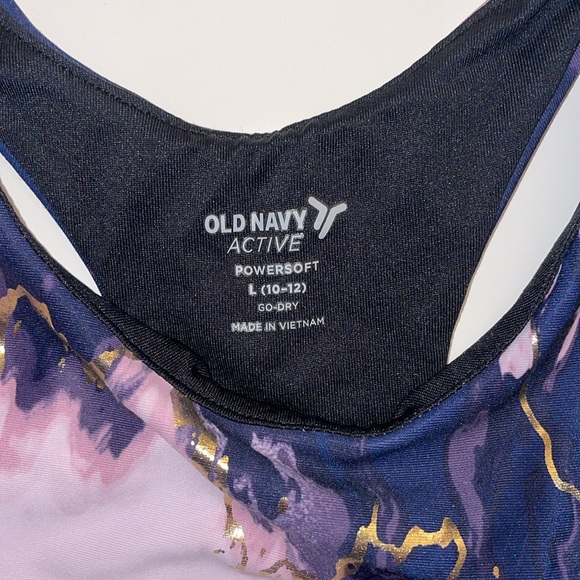 OLD NAVY
ACTIVE
POWERSOFT
L (10-12)
GO-DRY
MADE IN VIETNAM